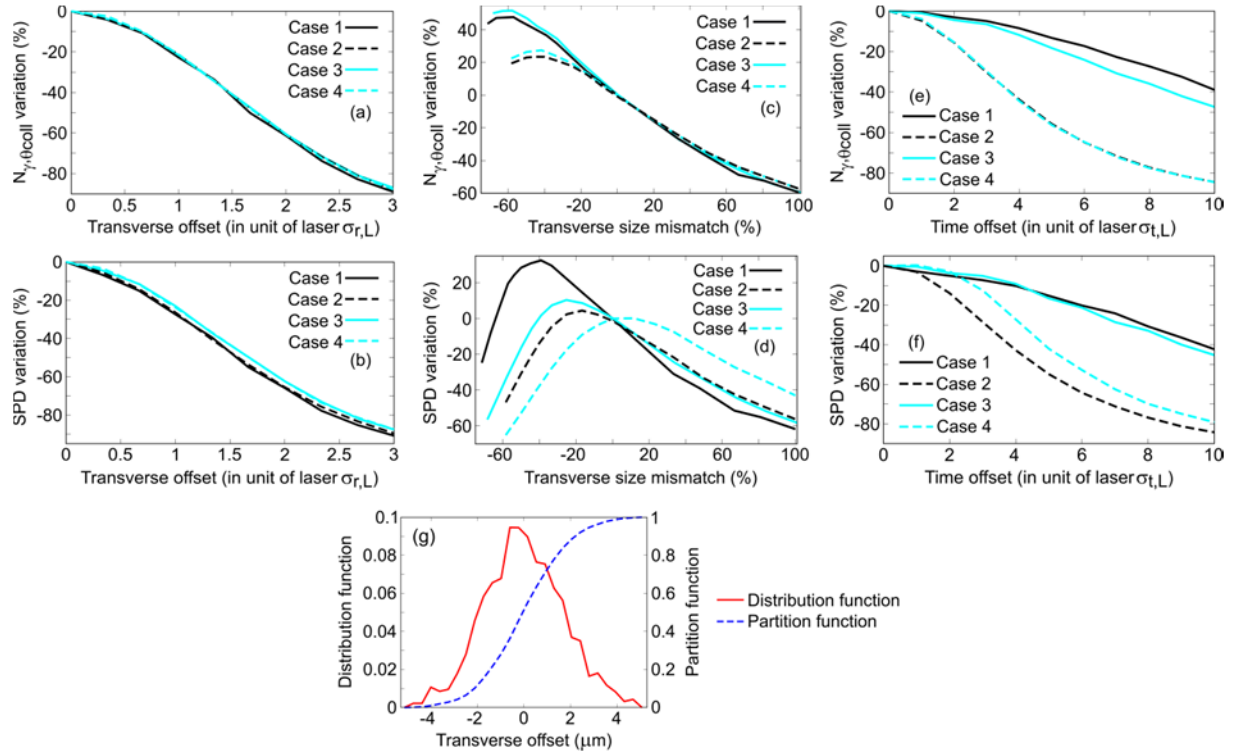 N_γ,θcoll variation (%)
0
-20
-40
-60
-80
Case 1
Case 2
Case 3
Case 4
(a)
0 0.5 1 1.5 2 2.5 3
Transverse offset (in unit of laser σ_r,L)
N_γ,θcoll variation (%)
40
20
0
-20
-40
-60
Case 1
Case 2
Case 3
Case 4
(c)
-60 -40 -20 20 60 100
Transverse size mismatch (%)
N_γ,θcoll variation (%)
0
-20
-40
-60
-80
(e)
Case 1
Case 2
Case 3
Case 4
0 2 4 6 8 10
Time offset (in unit of laser σ_t,L)
SPD variation (%)
0
-20
-40
-60
-80
Case 1
Case 2
Case 3
Case 4
(b)
0 0.5 1 1.5 2 2.5 3
Transverse offset (in unit of laser σ_r,L)
SPD variation (%)
20
0
-20
-40
-60
Case 1
Case 2
Case 3
Case 4
(d)
-60 -40 -20 20 60 100
Transverse size mismatch (%)
SPD variation (%)
0
-20
-40
-60
-80
(f)
Case 1
Case 2
Case 3
Case 4
0 2 4 6 8 10
Time offset (in unit of laser σ_t,L)
Distribution function
0.1
0.08
0.06
0.04
0.02
0
(g)
1
0.8
0.6
0.4
0.2
0
Partition function
-4 -2 0 2 4
Transverse offset (μm)
Distribution function
Partition function